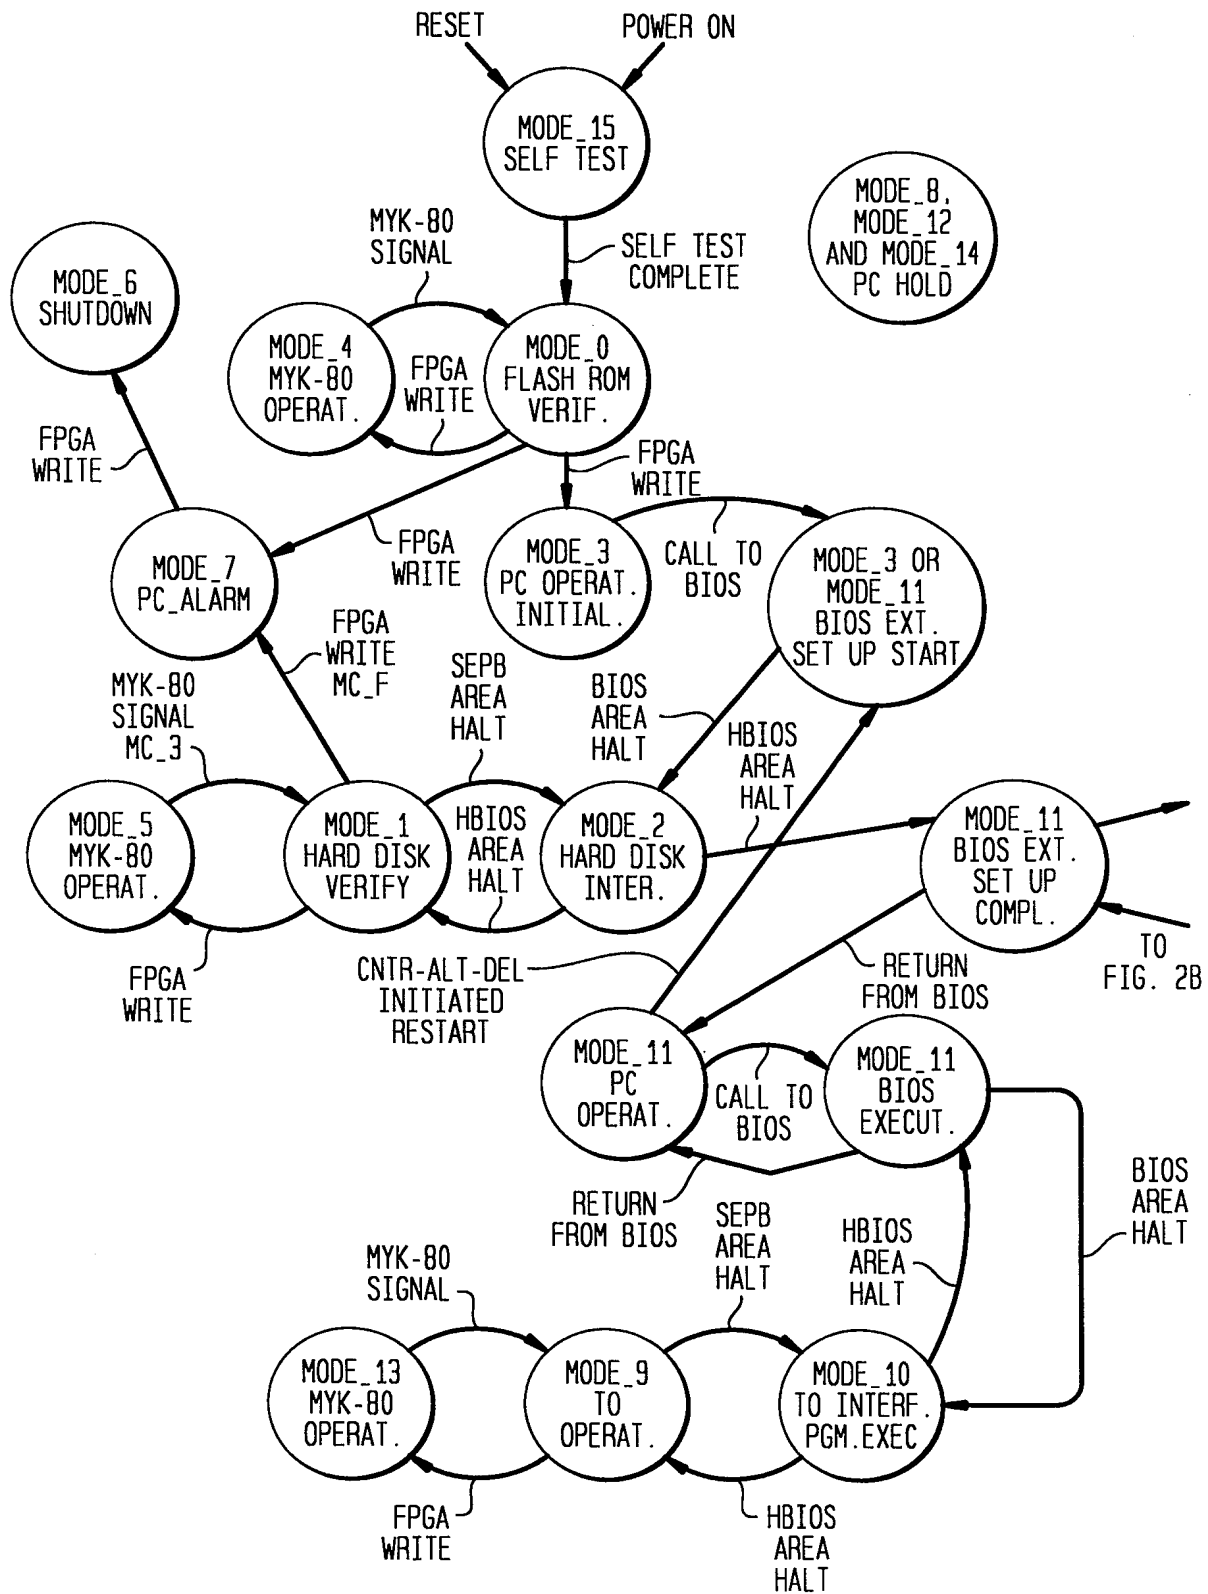 RESET
POWER ON
MODE_15
SELF TEST
MODE_8,
MODE_12
AND MODE_14
PC HOLD
MYK-80
SIGNAL
SELF TEST
COMPLETE
MODE_6
SHUTDOWN
MODE_4
MYK-80
OPERAT.
FPGA
WRITE
MODE_0
FLASH ROM
VERIF.
FPGA
WRITE
FPGA
WRITE
FPGA
WRITE
MODE_7
PC_ALARM
MODE_3
PC OPERAT.
INITIAL.
CALL TO
BIOS
MODE_3 OR
MODE_11
BIOS EXT.
SET UP START
FPGA
WRITE
MC_F
MYK-80
SIGNAL
MC_3
SEPB
AREA
HALT
BIOS
AREA
HALT
HBIOS
AREA
HALT
MODE_5
MYK-80
OPERAT.
MODE_1
HARD DISK
VERIFY
HBIOS
AREA
HALT
MODE_2
HARD DISK
INTER.
MODE_11
BIOS EXT.
SET UP
COMPL.
FPGA
WRITE
CNTR-ALT-DEL
INITIATED
RESTART
RETURN
FROM BIOS
TO
FIG. 2B
MODE_11
PC
OPERAT.
CALL TO
BIOS
MODE_11
BIOS
EXECUT.
RETURN
FROM BIOS
BIOS
AREA
HALT
MYK-80
SIGNAL
SEPB
AREA
HALT
HBIOS
AREA
HALT
MODE_13
MYK-80
OPERAT.
MODE_9
TO
OPERAT.
MODE_10
TO INTERF.
PGM.EXEC
FPGA
WRITE
HBIOS
AREA
HALT